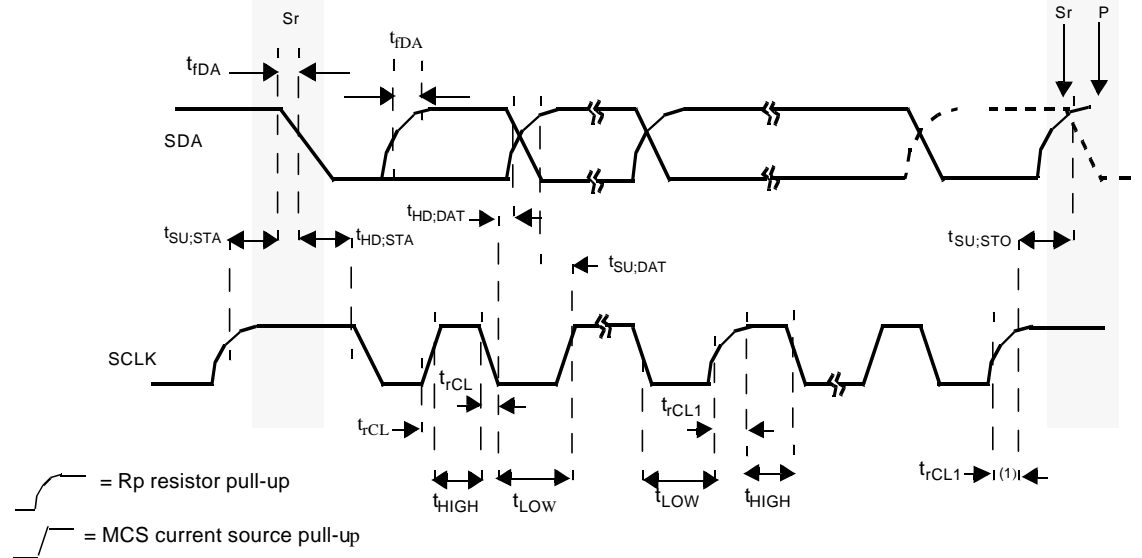 Sr
Sr
P
tfDA
tfDA
SDA
tHD;DAT
tSU;STA
tHD;STA
tSU;STO
tSU;DAT
SCLK
trCL
trCL1
trCL
trCL1
(1)
tHIGH
tLOW
tLOW
tHIGH
= Rp resistor pull-up
= MCS current source pull-up